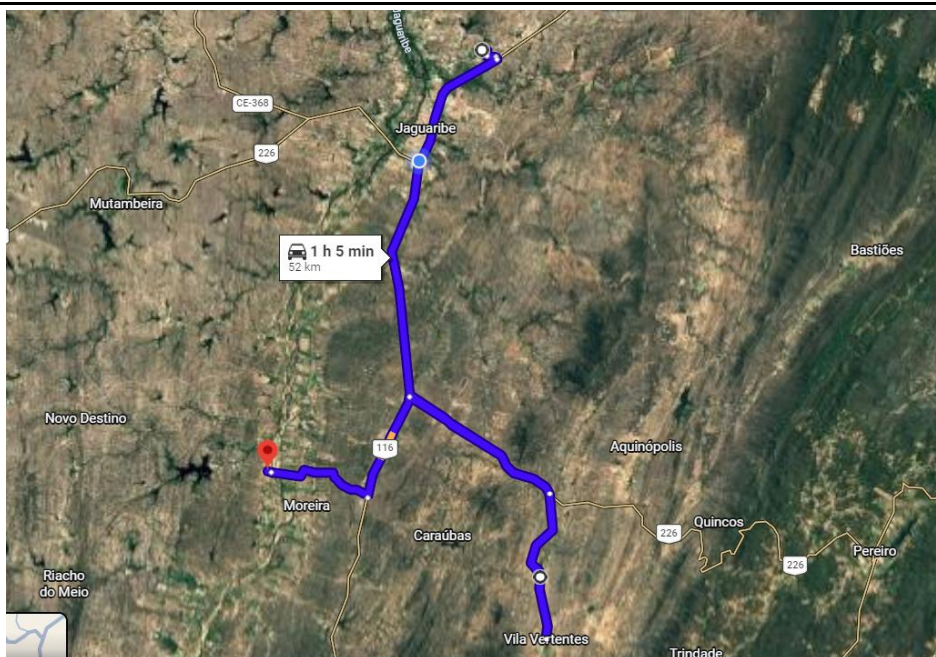 Jaguaribe
CE-368
Jaguaribe
226
Mutambeira
1 h 5 min
52 km
Bastiões
Novo Destino
116
Aquinópolis
Moreira
Caraúbas
Quincos
226
Pereiro
226
Riacho
do Meio
Vila Vertentes
Trindade